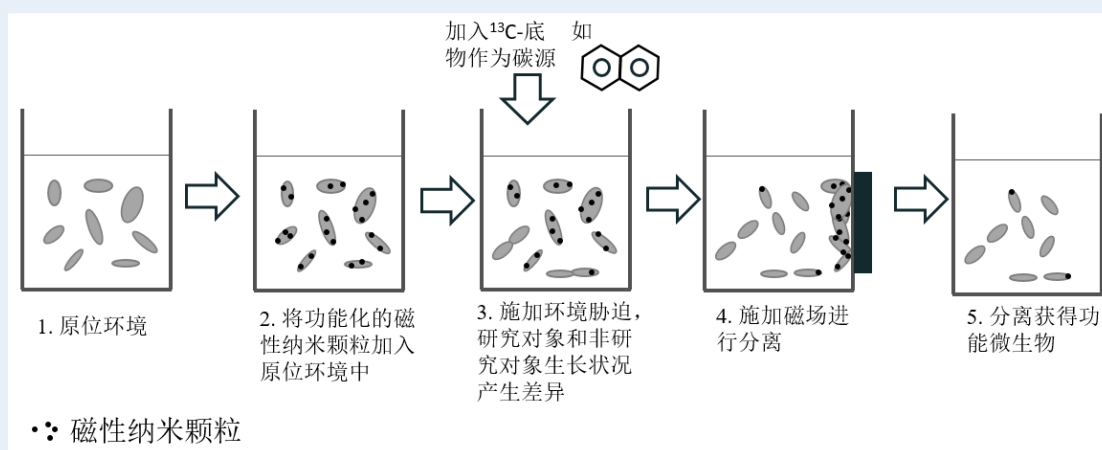 加入¹³C-底 如
物作为碳源
1. 原位环境
2. 将功能化的磁
性纳米颗粒加入
原位环境中
3. 施加环境胁迫,
研究对象和非研
究对象生长状况
产生差异
4. 施加磁场进
行分离
5. 分离获得功
能微生物
磁性纳米颗粒